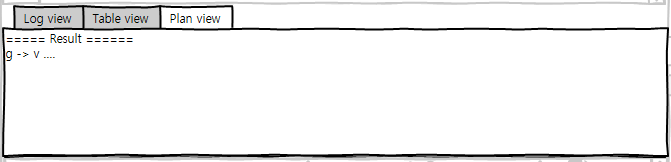 Log view Table view Plan view
===== Result ======
g -> v ....